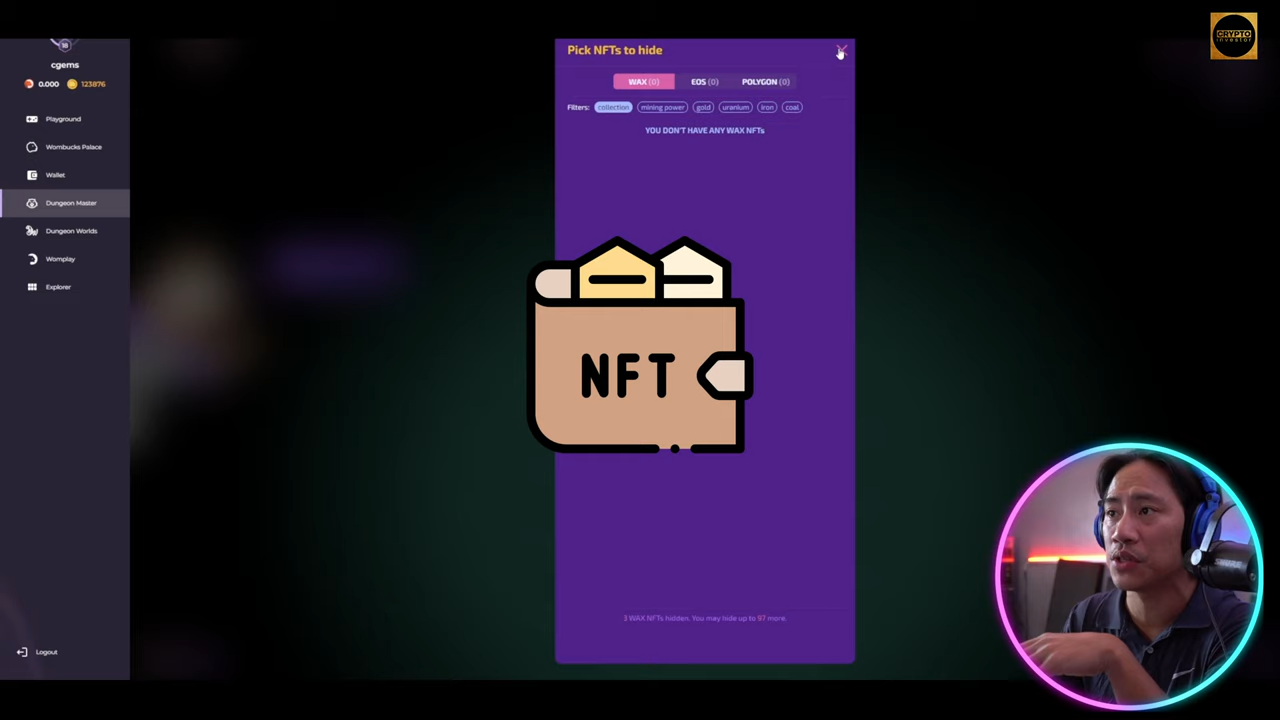 CRYPTO
investor
18
cgems
0.000 123876
Playground
Wombucks Palace
Wallet
Dungeon Master
Dungeon Worlds
Womplay
Explorer
Logout
Pick NFTs to hide
WAX (0) EOS (0) POLYGON (0)
Filters: collection mining power gold uranium iron coal
YOU DON'T HAVE ANY WAX NFTs
NFT
3 WAX NFTs hidden. You may hide up to 97 more.